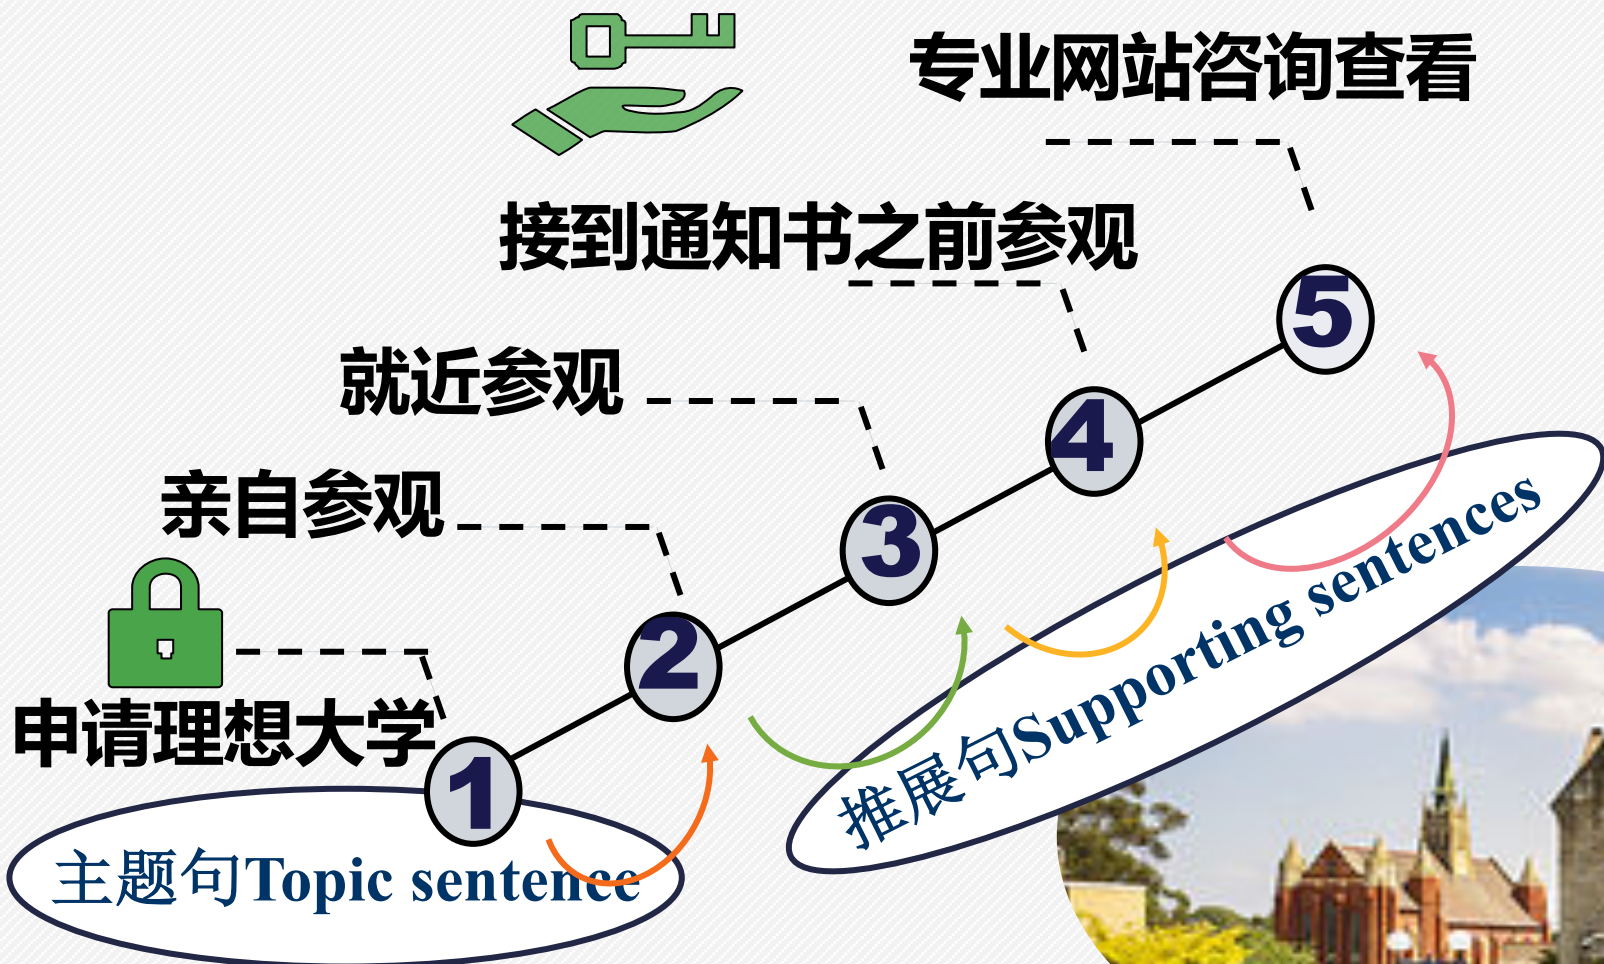 专业网站咨询查看
接到通知书之前参观
5
就近参观
4
亲自参观
3
2
申请理想大学
1
推展句Supporting sentences
主题句Topic sentence